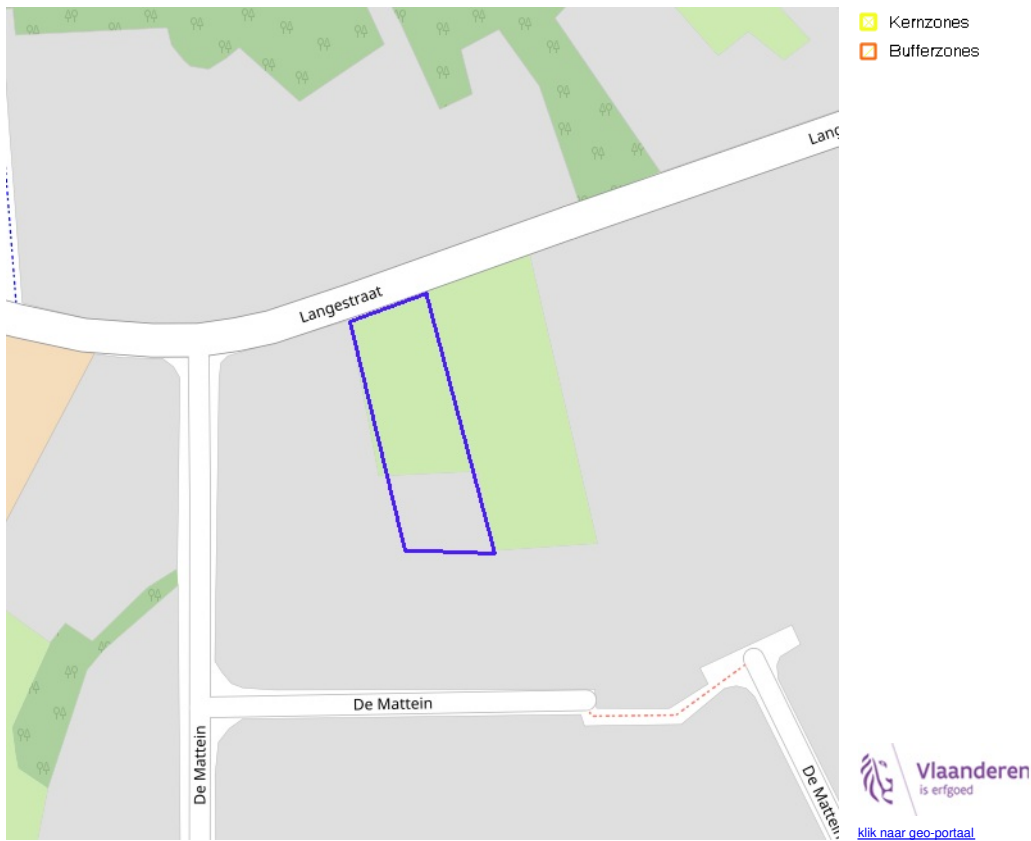 Kernzones
Bufferzones
Lang
Langestraat
De Mattein
De Mattein
De Mattein
Vlaanderen
is erfgoed
klik naar geo-portaal